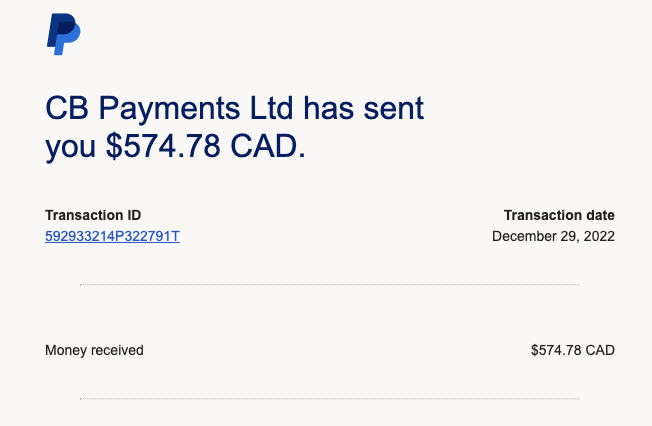 CB Payments Ltd has sent
you $574.78 CAD.
Transaction ID
Transaction date
592933214P322791T
December 29, 2022
Money received
$574.78 CAD